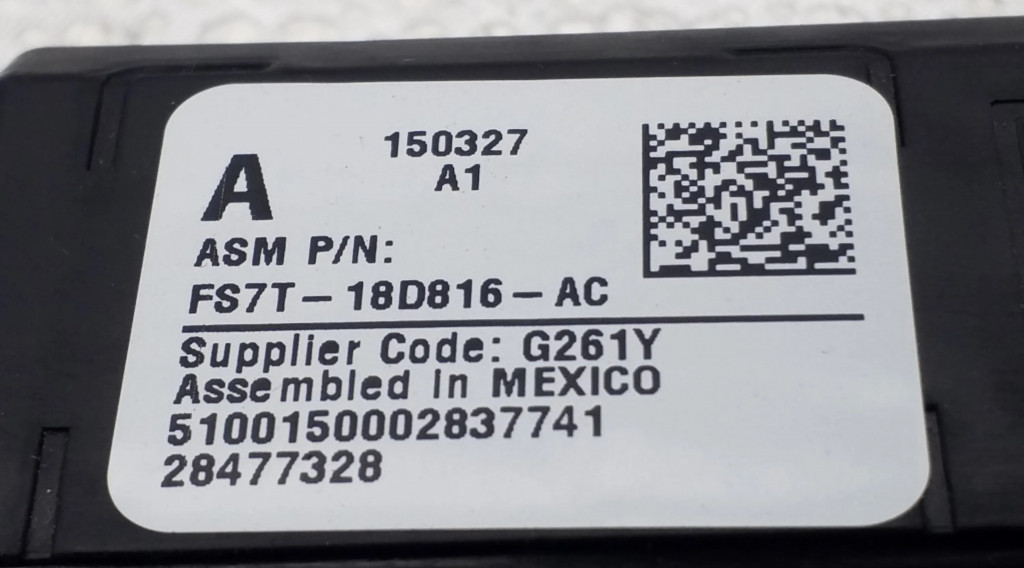 150327
A1
A
ASM P/N:
FS7T-18D816-AC
Supplier Code: G261Y
Assembled in MEXICO
5100150002837741
28477328